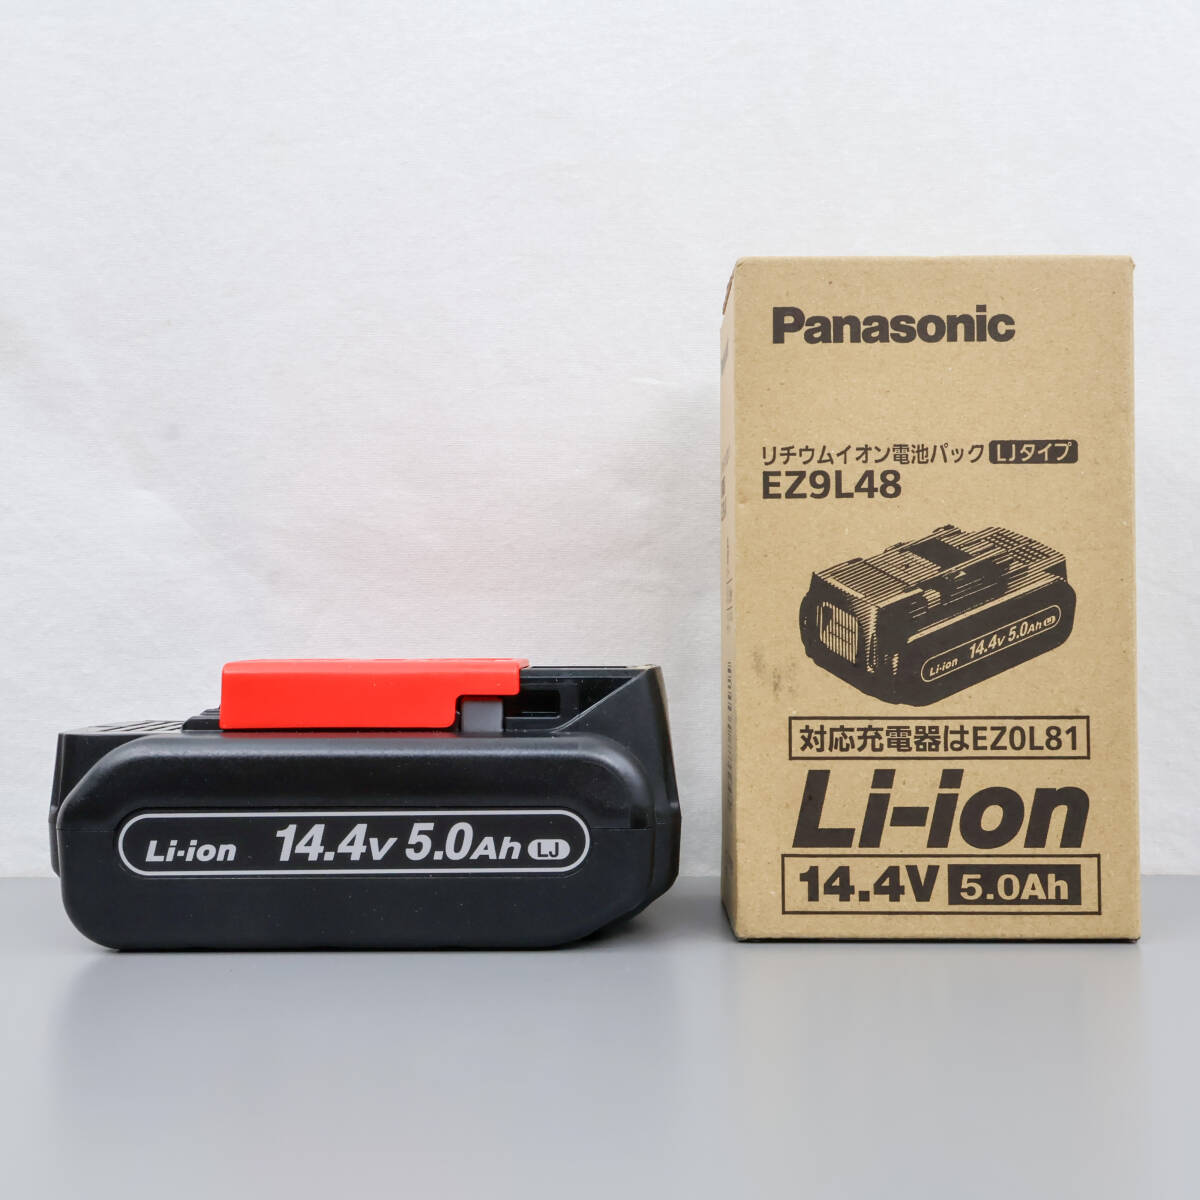 Li-ion 14.4V 5.0Ah LJ
Panasonic
リチウムイオン電池パック LJタイプ
EZ9L48
Li-ion 14.4V 5.0Ah LJ
対応充電器はEZ0L81
Li-ion
14.4V 5.0Ah